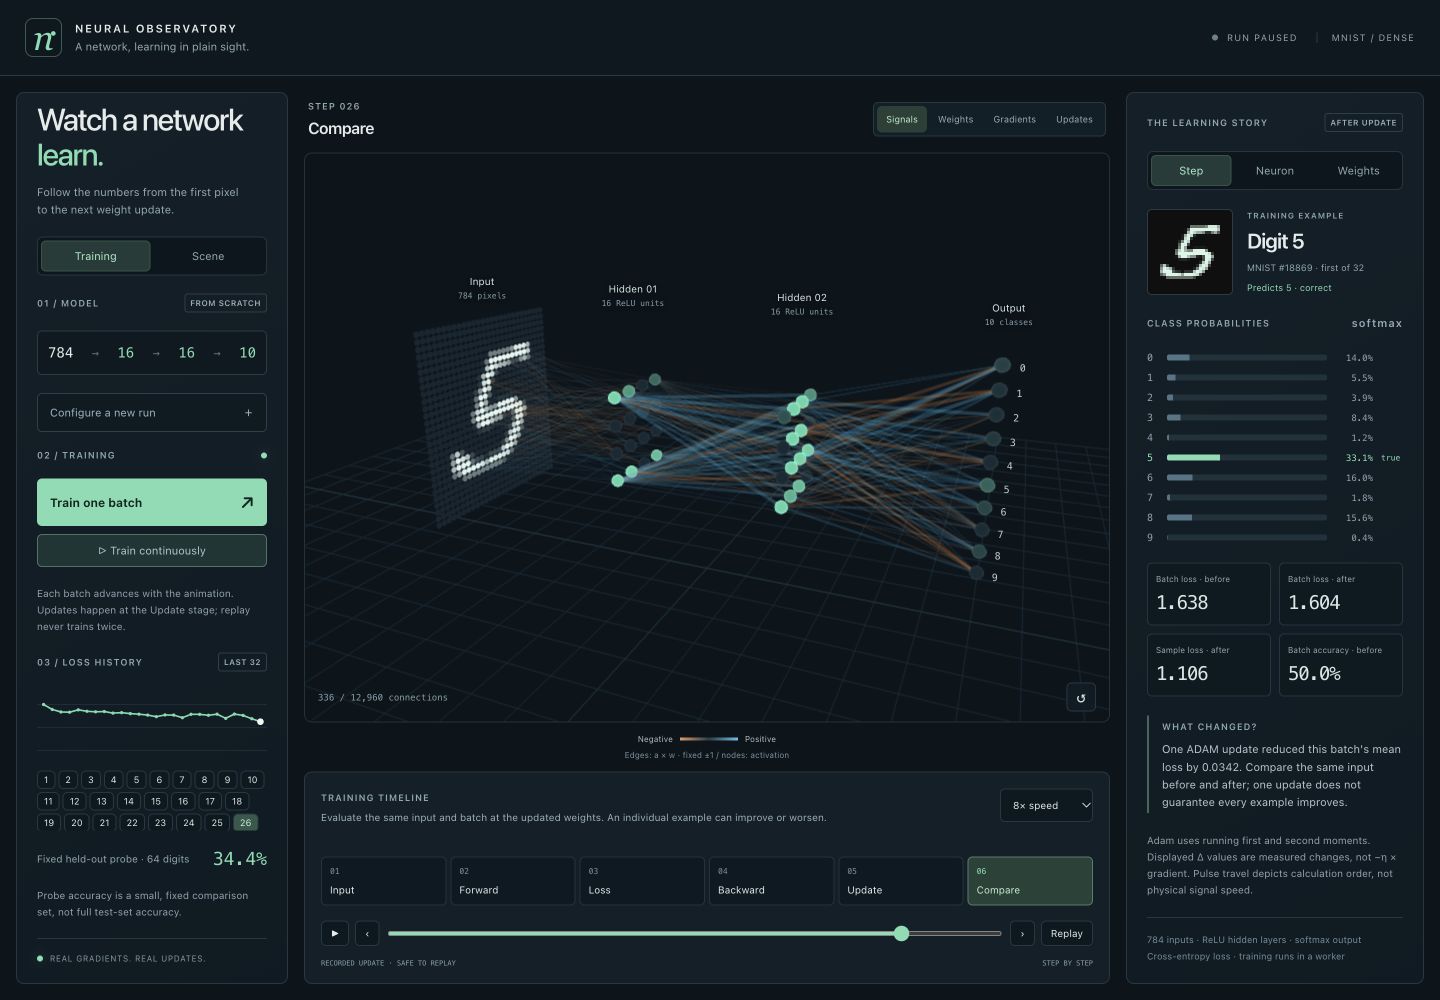 n
NEURAL OBSERVATORY
A network, learning in plain sight.
RUN PAUSED
MNIST / DENSE
Watch a network
learn.
Follow the numbers from the first pixel
to the next weight update.
Training
Scene
01 / MODEL
FROM SCRATCH
784 → 16 → 16 → 10
Configure a new run +
02 / TRAINING
Train one batch
Train continuously
Each batch advances with the animation.
Updates happen at the Update stage; replay
never trains twice.
03 / LOSS HISTORY
LAST 32
1 2 3 4 5 6 7 8 9 10
11 12 13 14 15 16 17 18
19 20 21 22 23 24 25 26
Fixed held-out probe · 64 digits 34.4%
Probe accuracy is a small, fixed comparison
set, not full test-set accuracy.
REAL GRADIENTS. REAL UPDATES.
STEP 026
Compare
Signals
Weights
Gradients
Updates
Input
784 pixels
Hidden 01
16 ReLU units
Hidden 02
16 ReLU units
Output
10 classes
0
1
2
3
4
5
6
7
8
9
336 / 12,960 connections
↺
Negative
Positive
Edges: a × w · fixed ±1 / nodes: activation
TRAINING TIMELINE
Evaluate the same input and batch at the updated weights. An individual example can improve or worsen.
8× speed
01
Input
02
Forward
03
Loss
04
Backward
05
Update
06
Compare
▶
‹
›
Replay
RECORDED UPDATE · SAFE TO REPLAY
STEP BY STEP
THE LEARNING STORY
AFTER UPDATE
Step
Neuron
Weights
5
TRAINING EXAMPLE
Digit 5
MNIST #18869 · first of 32
Predicts 5 · correct
CLASS PROBABILITIES
softmax
0 14.0%
1 5.5%
2 3.9%
3 8.4%
4 1.2%
5 33.1% true
6 16.0%
7 1.8%
8 15.6%
9 0.4%
Batch loss · before
1.638
Batch loss · after
1.604
Sample loss · after
1.106
Batch accuracy · before
50.0%
WHAT CHANGED?
One ADAM update reduced this batch's mean
loss by 0.0342. Compare the same input
before and after; one update does not
guarantee every example improves.
Adam uses running first and second moments.
Displayed Δ values are measured changes, not −η ×
gradient. Pulse travel depicts calculation order, not
physical signal speed.
784 inputs · ReLU hidden layers · softmax output
Cross-entropy loss · training runs in a worker